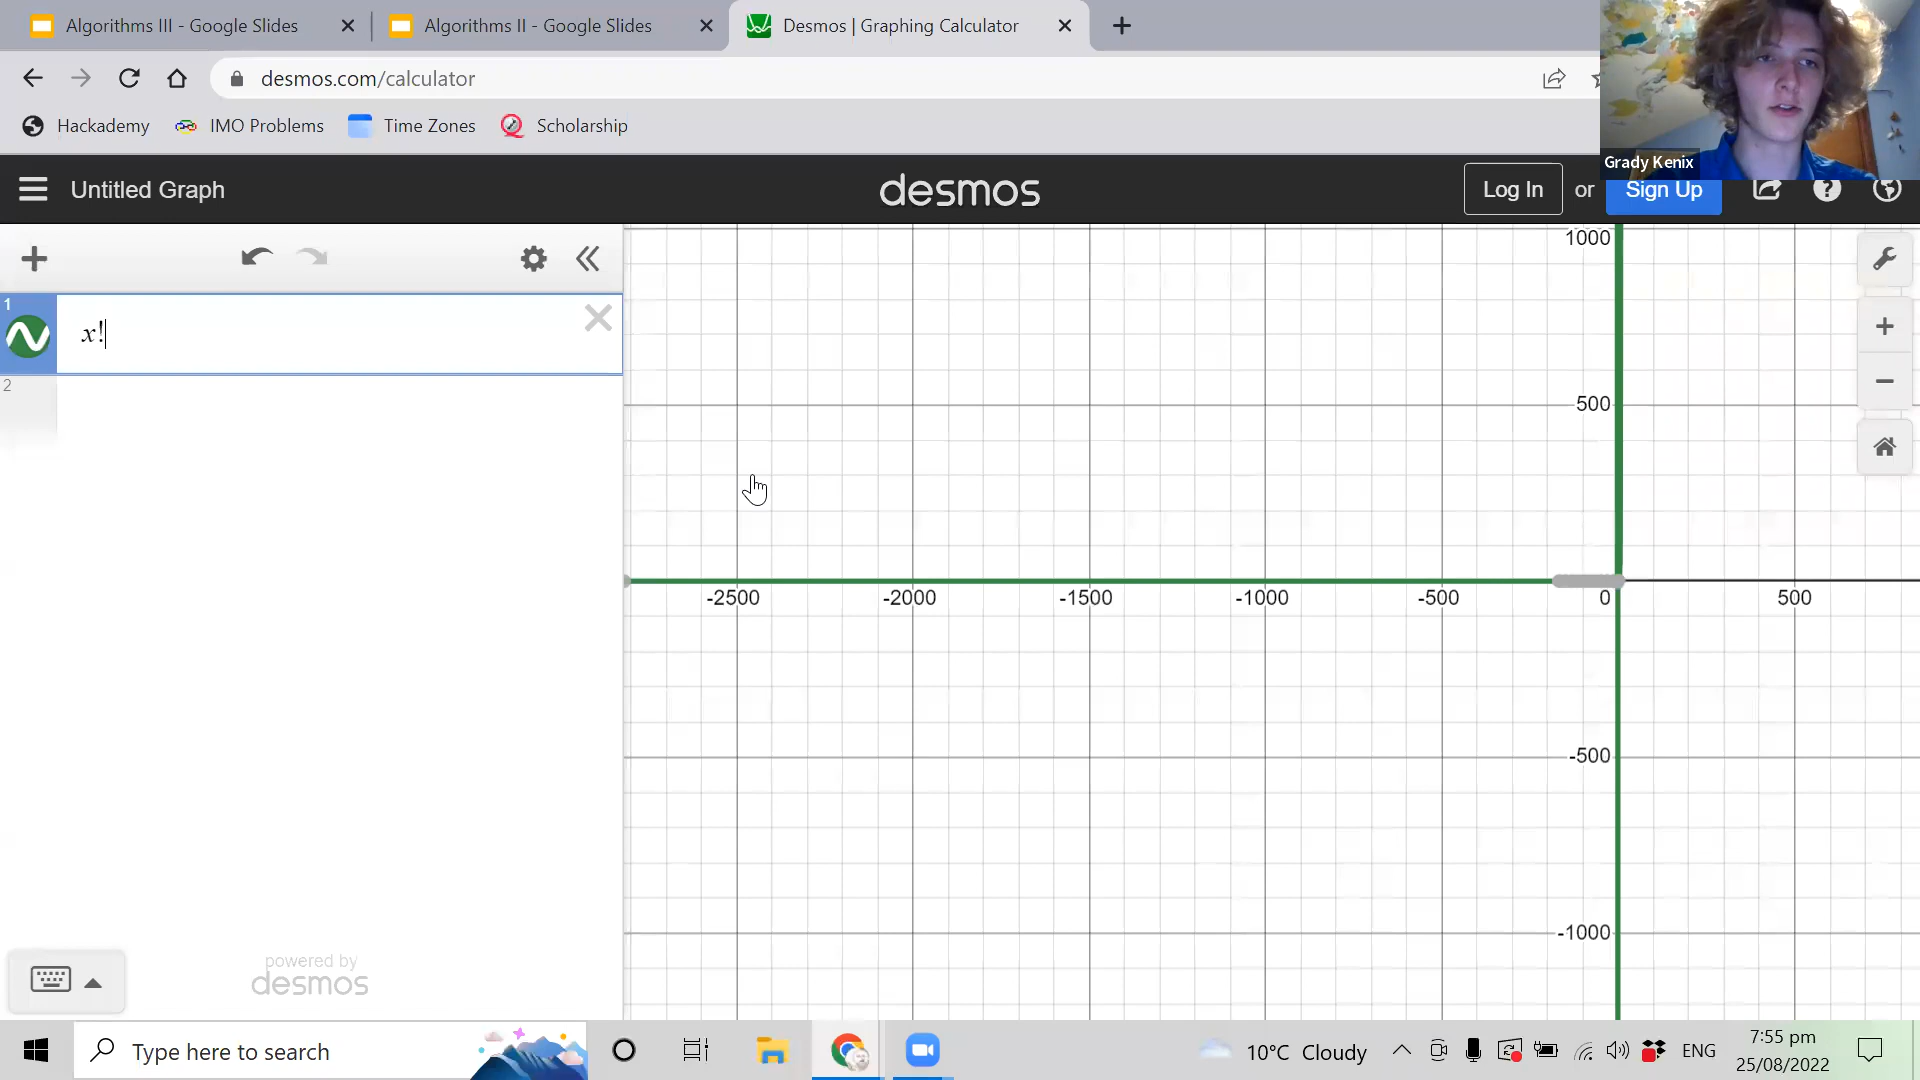 Algorithms III - Google Slides
Algorithms II - Google Slides
Desmos | Graphing Calculator
desmos.com/calculator
Hackademy
IMO Problems
Time Zones
Scholarship
Grady Kenix
Untitled Graph
desmos
Log In
or
Sign Up
1
x!
2
1000
500
-2500
-2000
-1500
-1000
-500
0
500
-500
-1000
powered by
desmos
Type here to search
10°C Cloudy
ENG
7:55 pm
25/08/2022